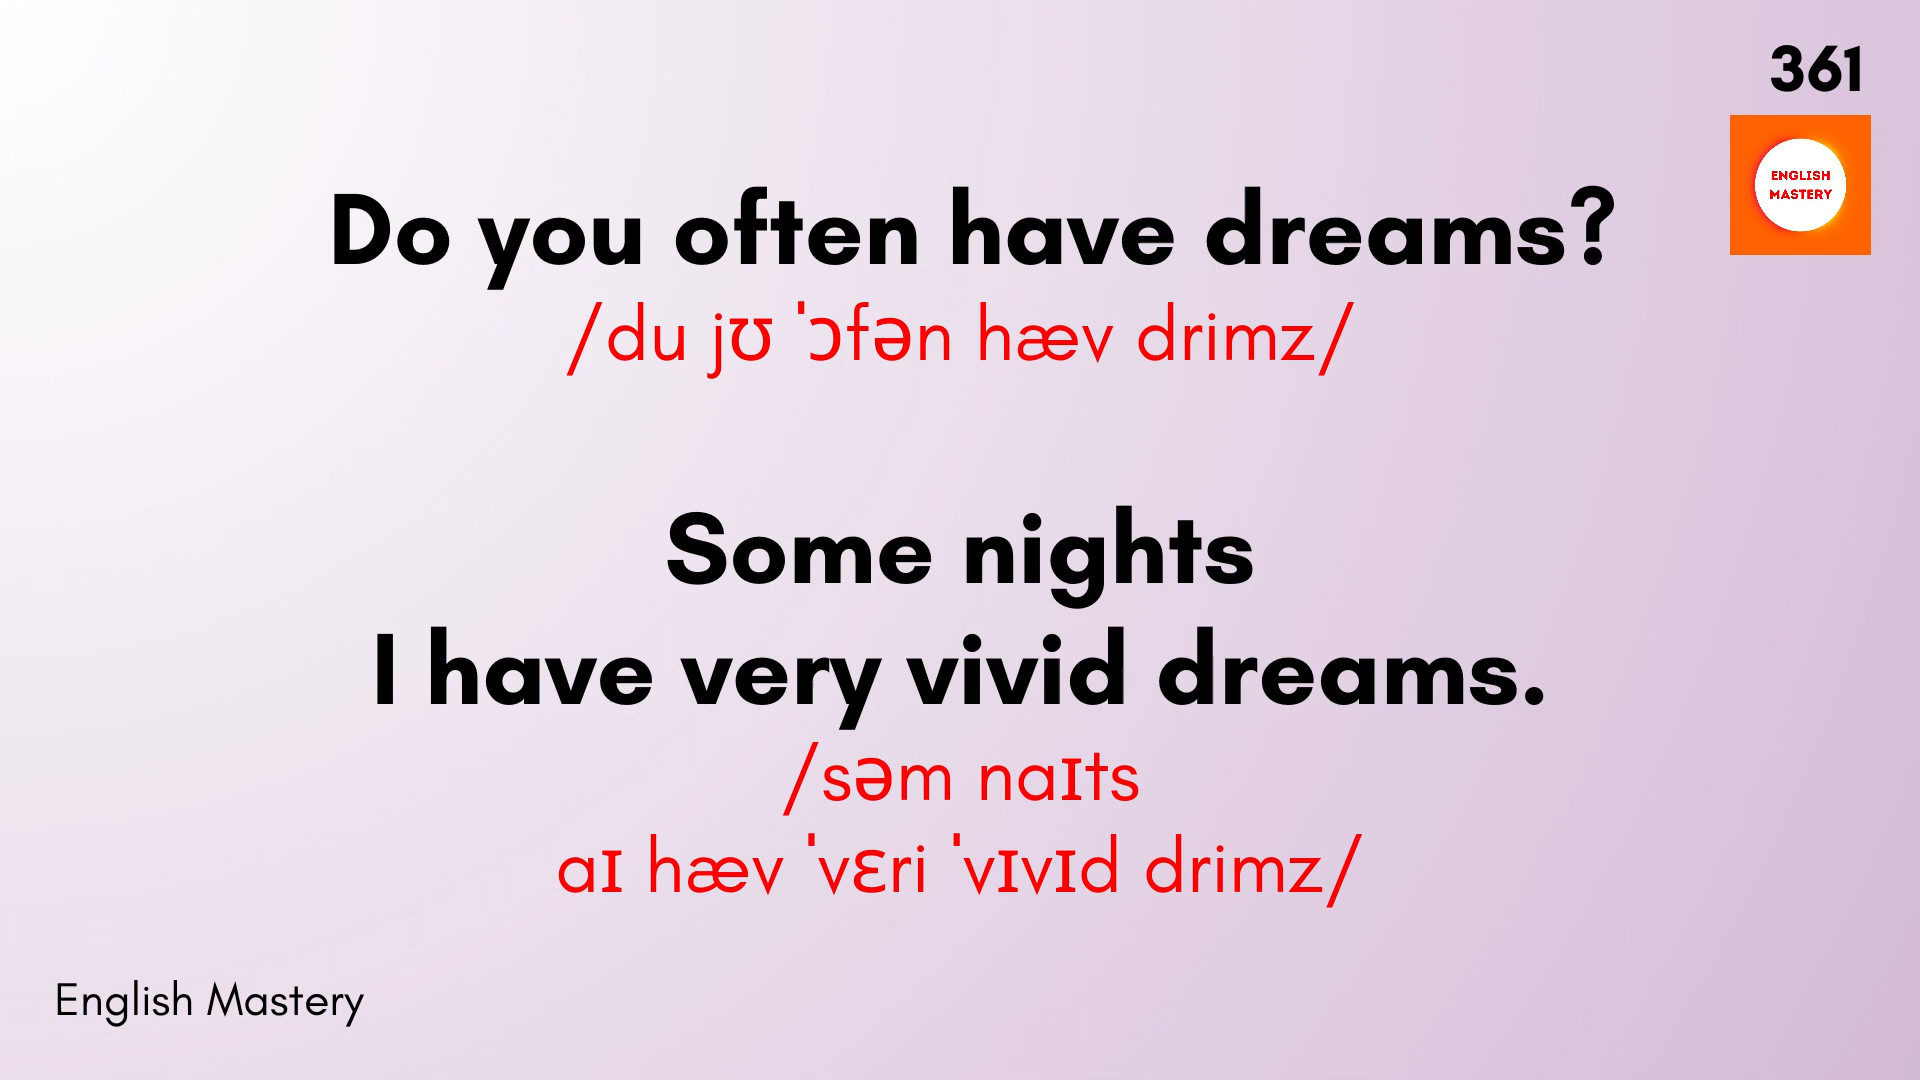 361
ENGLISH
MASTERY
Do you often have dreams?
/du jʊ ˈɔfən hæv drimz/
Some nights
I have very vivid dreams.
/səm naɪts
aɪ hæv ˈvɛri ˈvɪvɪd drimz/
English Mastery